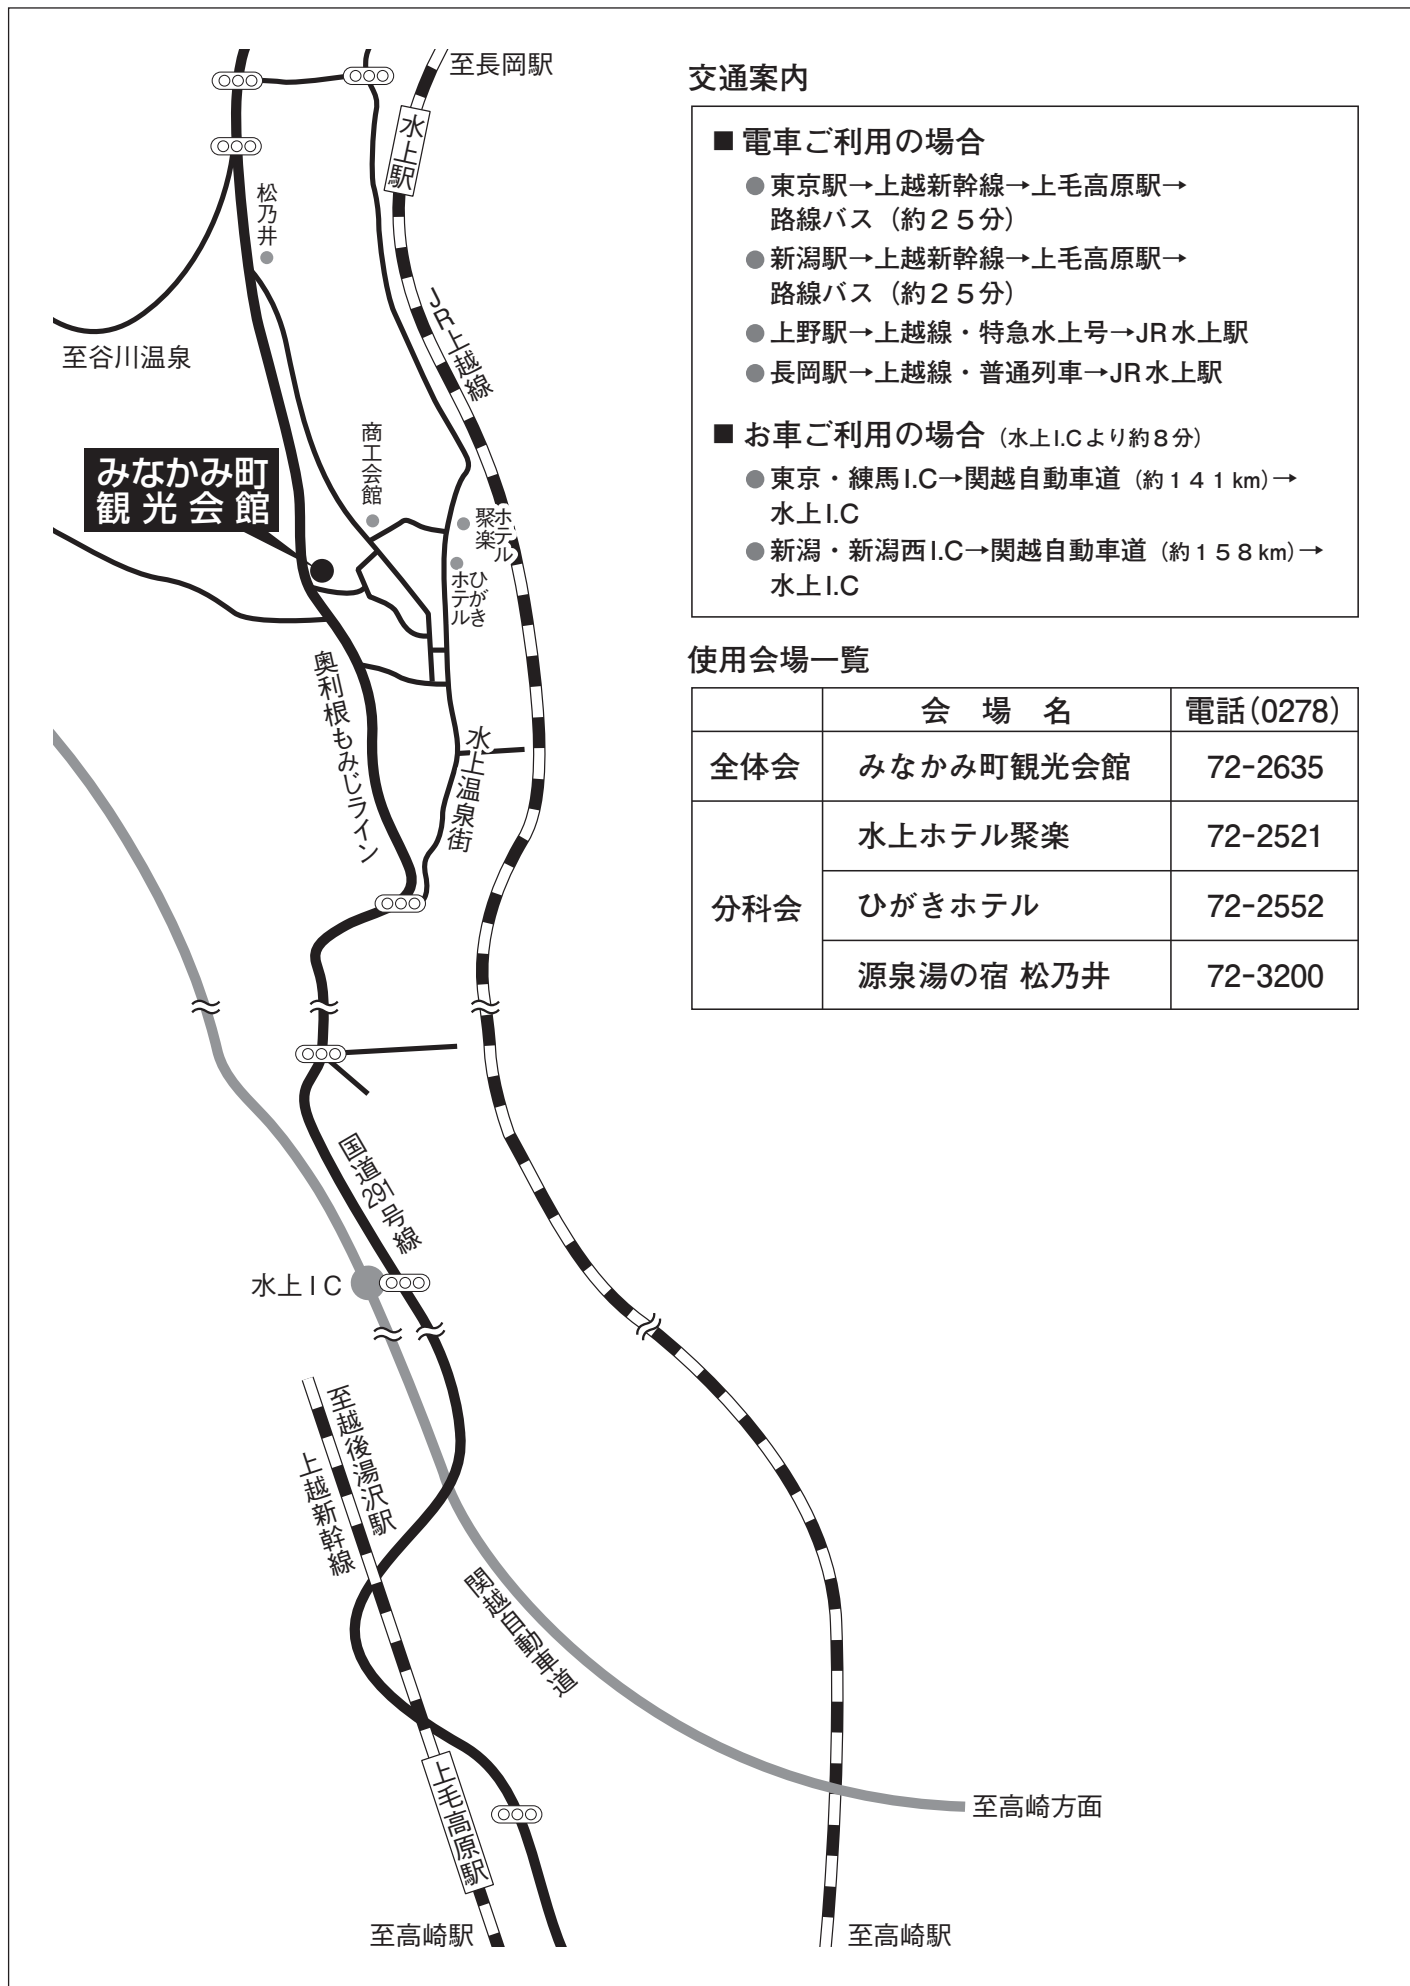 至長岡駅
水上駅
松乃井
至谷川温泉
JR上越線
商工会館
みなかみ町
観光会館
ホテル
聚楽
ひがき
ホテル
奥利根もみじライン
水上温泉街
国道291号線
水上IC
至越後湯沢駅
上越新幹線
関越自動車道
上毛高原駅
至高崎方面
至高崎駅
至高崎駅
交通案内
■ 電車ご利用の場合
●東京駅→上越新幹線→上毛高原駅→
路線バス（約２５分）
●新潟駅→上越新幹線→上毛高原駅→
路線バス（約２５分）
●上野駅→上越線・特急水上号→JR水上駅
●長岡駅→上越線・普通列車→JR水上駅
■ お車ご利用の場合（水上I.Cより約８分）
●東京・練馬I.C→関越自動車道（約１４１km）→
水上I.C
●新潟・新潟西I.C→関越自動車道（約１５８km）→
水上I.C
使用会場一覧
会　場　名 電話(0278)
全体会 みなかみ町観光会館 72-2635
分科会 水上ホテル聚楽 72-2521
ひがきホテル 72-2552
源泉湯の宿 松乃井 72-3200